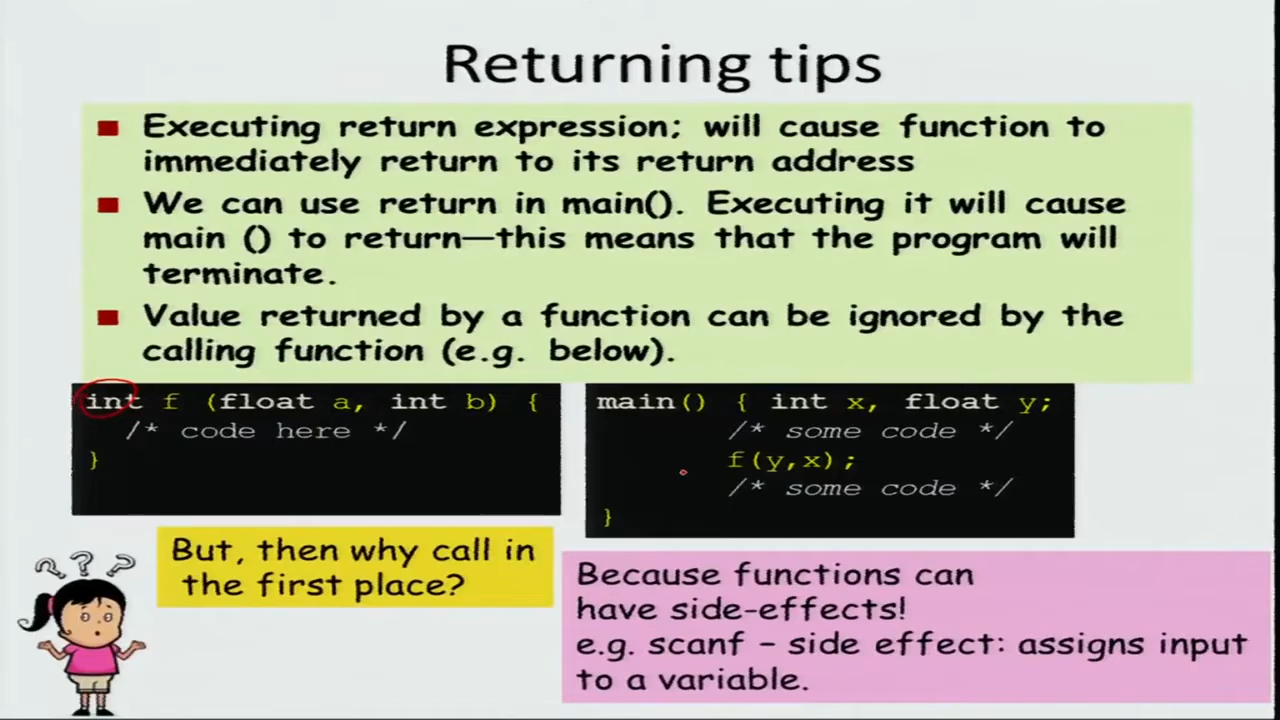 Returning tips
Executing return expression; will cause function to
immediately return to its return address
We can use return in main(). Executing it will cause
main () to return—this means that the program will
terminate.
Value returned by a function can be ignored by the
calling function (e.g. below).
int f (float a, int b) {
/* code here */
}
main() { int x, float y;
/* some code */
f(y,x);
/* some code */
}
? ? ?
But, then why call in
the first place?
Because functions can
have side-effects!
e.g. scanf – side effect: assigns input
to a variable.